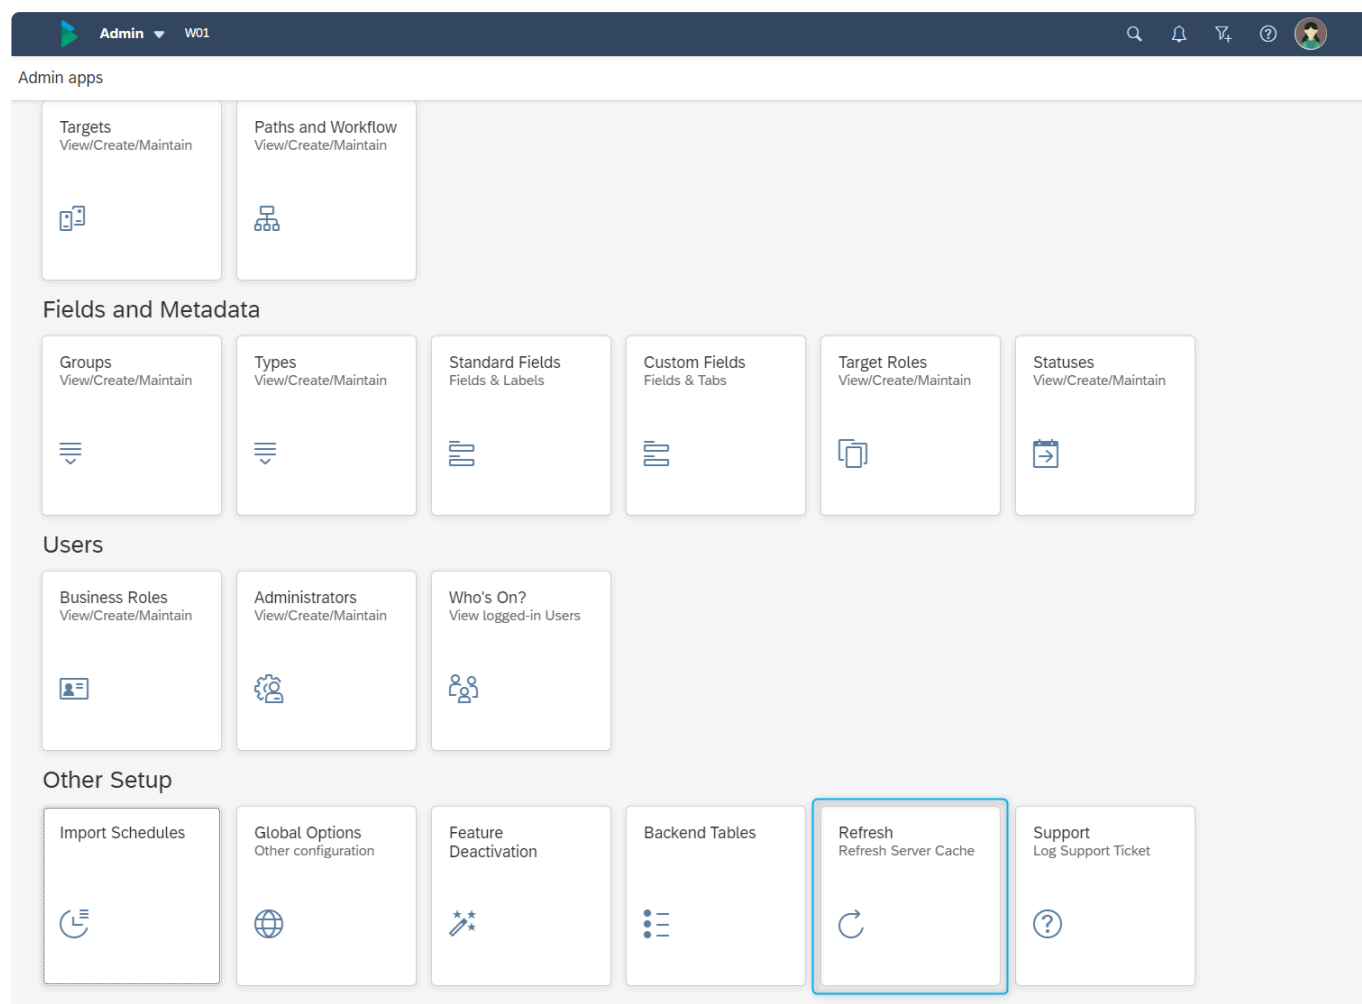 Admin W01
Admin apps
Targets
View/Create/Maintain
Paths and Workflow
View/Create/Maintain
Fields and Metadata
Groups
View/Create/Maintain
Types
View/Create/Maintain
Standard Fields
Fields & Labels
Custom Fields
Fields & Tabs
Target Roles
View/Create/Maintain
Statuses
View/Create/Maintain
Users
Business Roles
View/Create/Maintain
Administrators
View/Create/Maintain
Who's On?
View logged-in Users
Other Setup
Import Schedules
Global Options
Other configuration
Feature
Deactivation
Backend Tables
Refresh
Refresh Server Cache
Support
Log Support Ticket